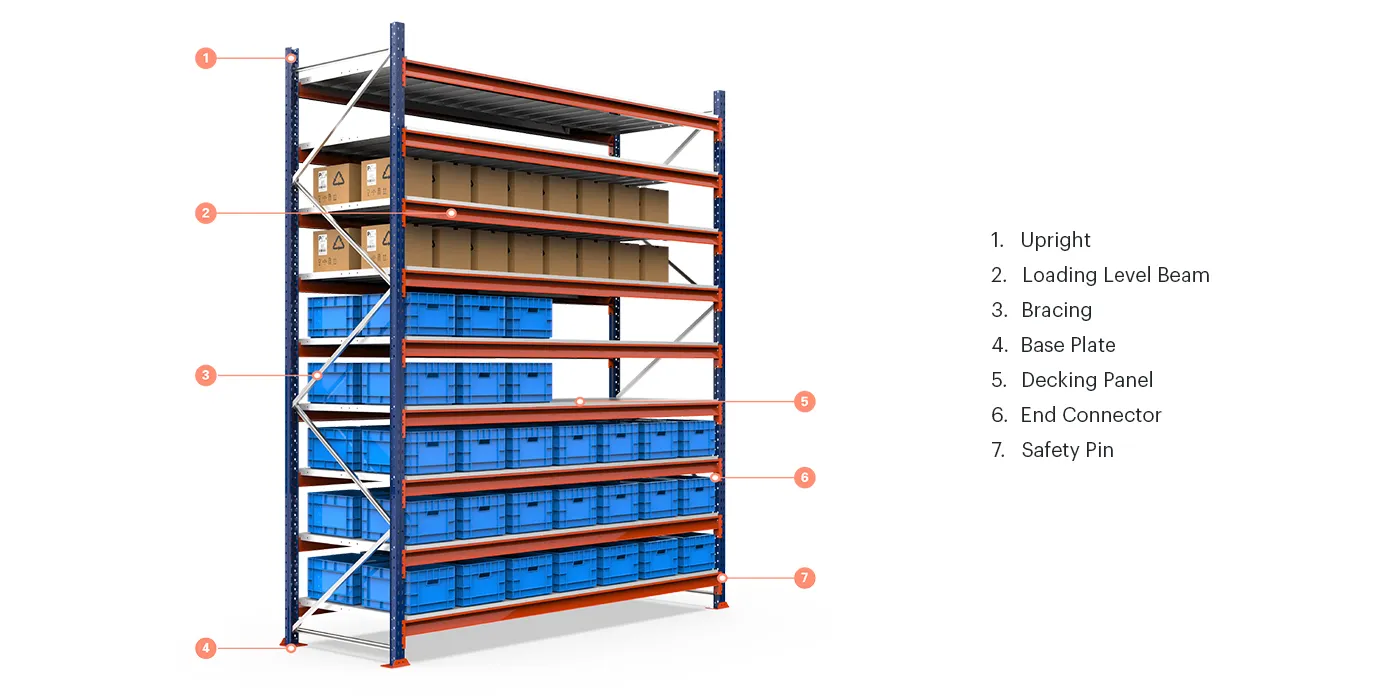 1
2
3
4
5
6
7
1. Upright
2. Loading Level Beam
3. Bracing
4. Base Plate
5. Decking Panel
6. End Connector
7. Safety Pin